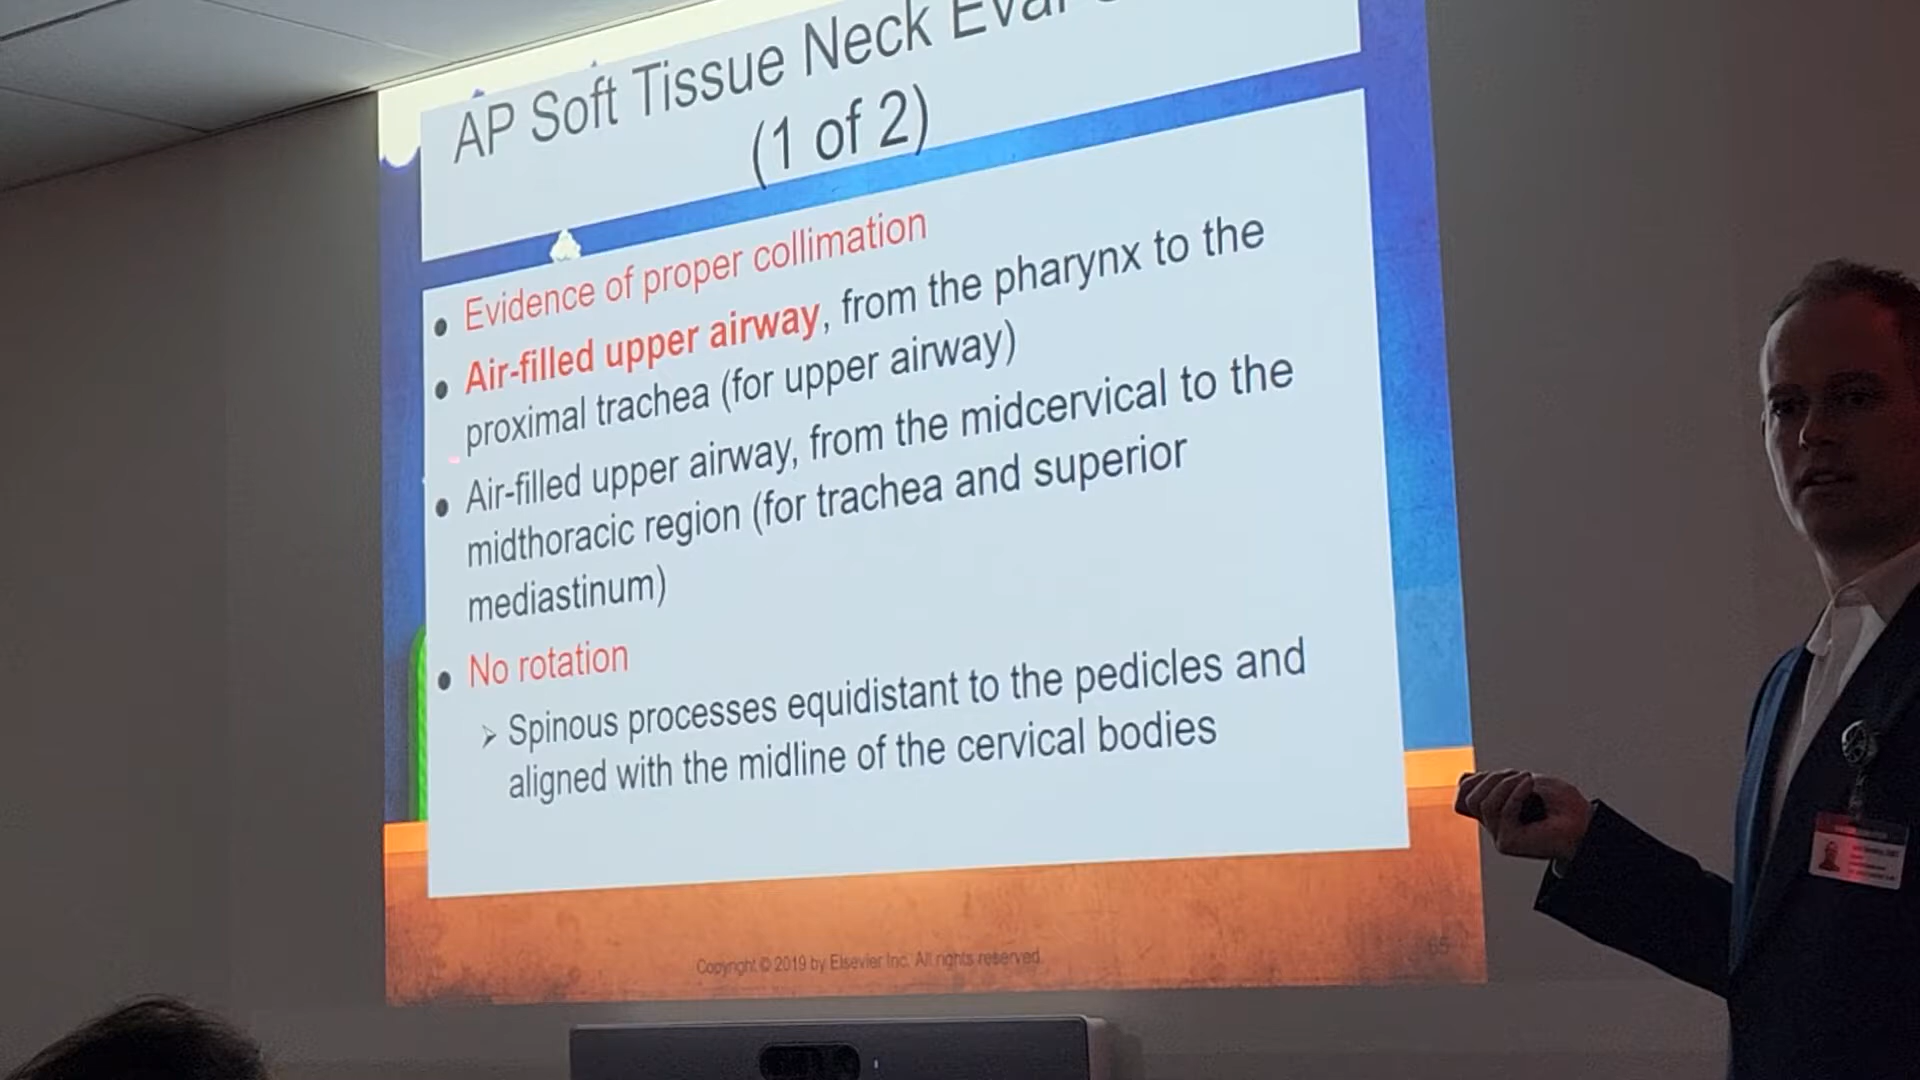 AP Soft Tissue Neck Eval
(1 of 2)
• Evidence of proper collimation
• Air-filled upper airway, from the pharynx to the
proximal trachea (for upper airway)
• Air-filled upper airway, from the midcervical to the
midthoracic region (for trachea and superior
mediastinum)
• No rotation
➢ Spinous processes equidistant to the pedicles and
aligned with the midline of the cervical bodies
Copyright © 2019 by Elsevier Inc. All rights reserved.
65